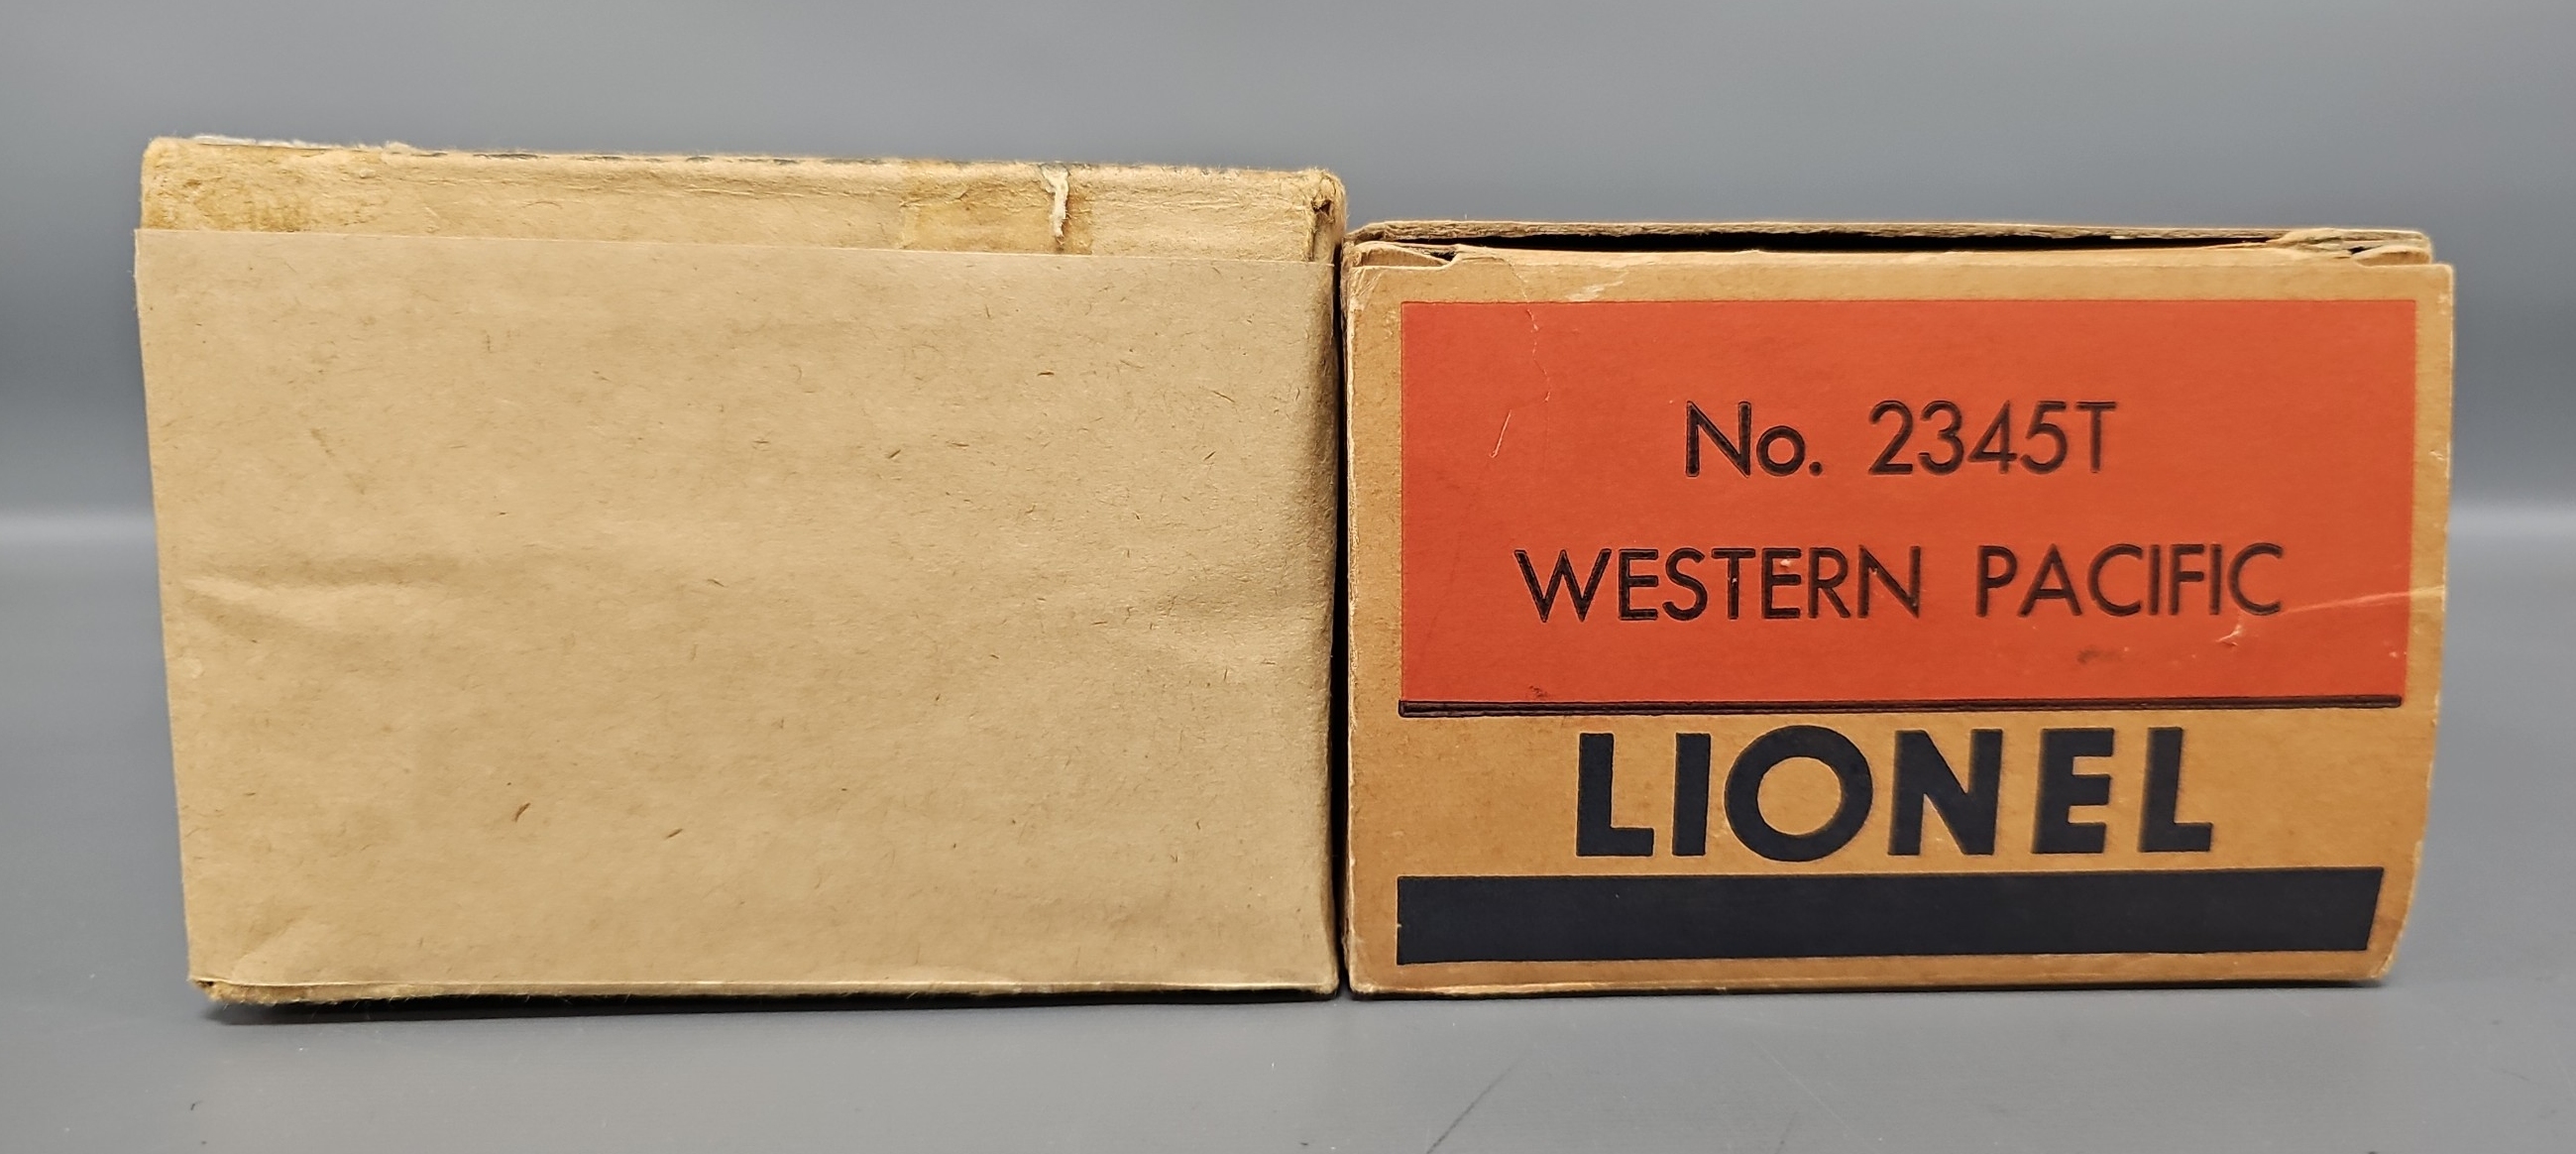 No. 2345T
WESTERN PACIFIC
LIONEL